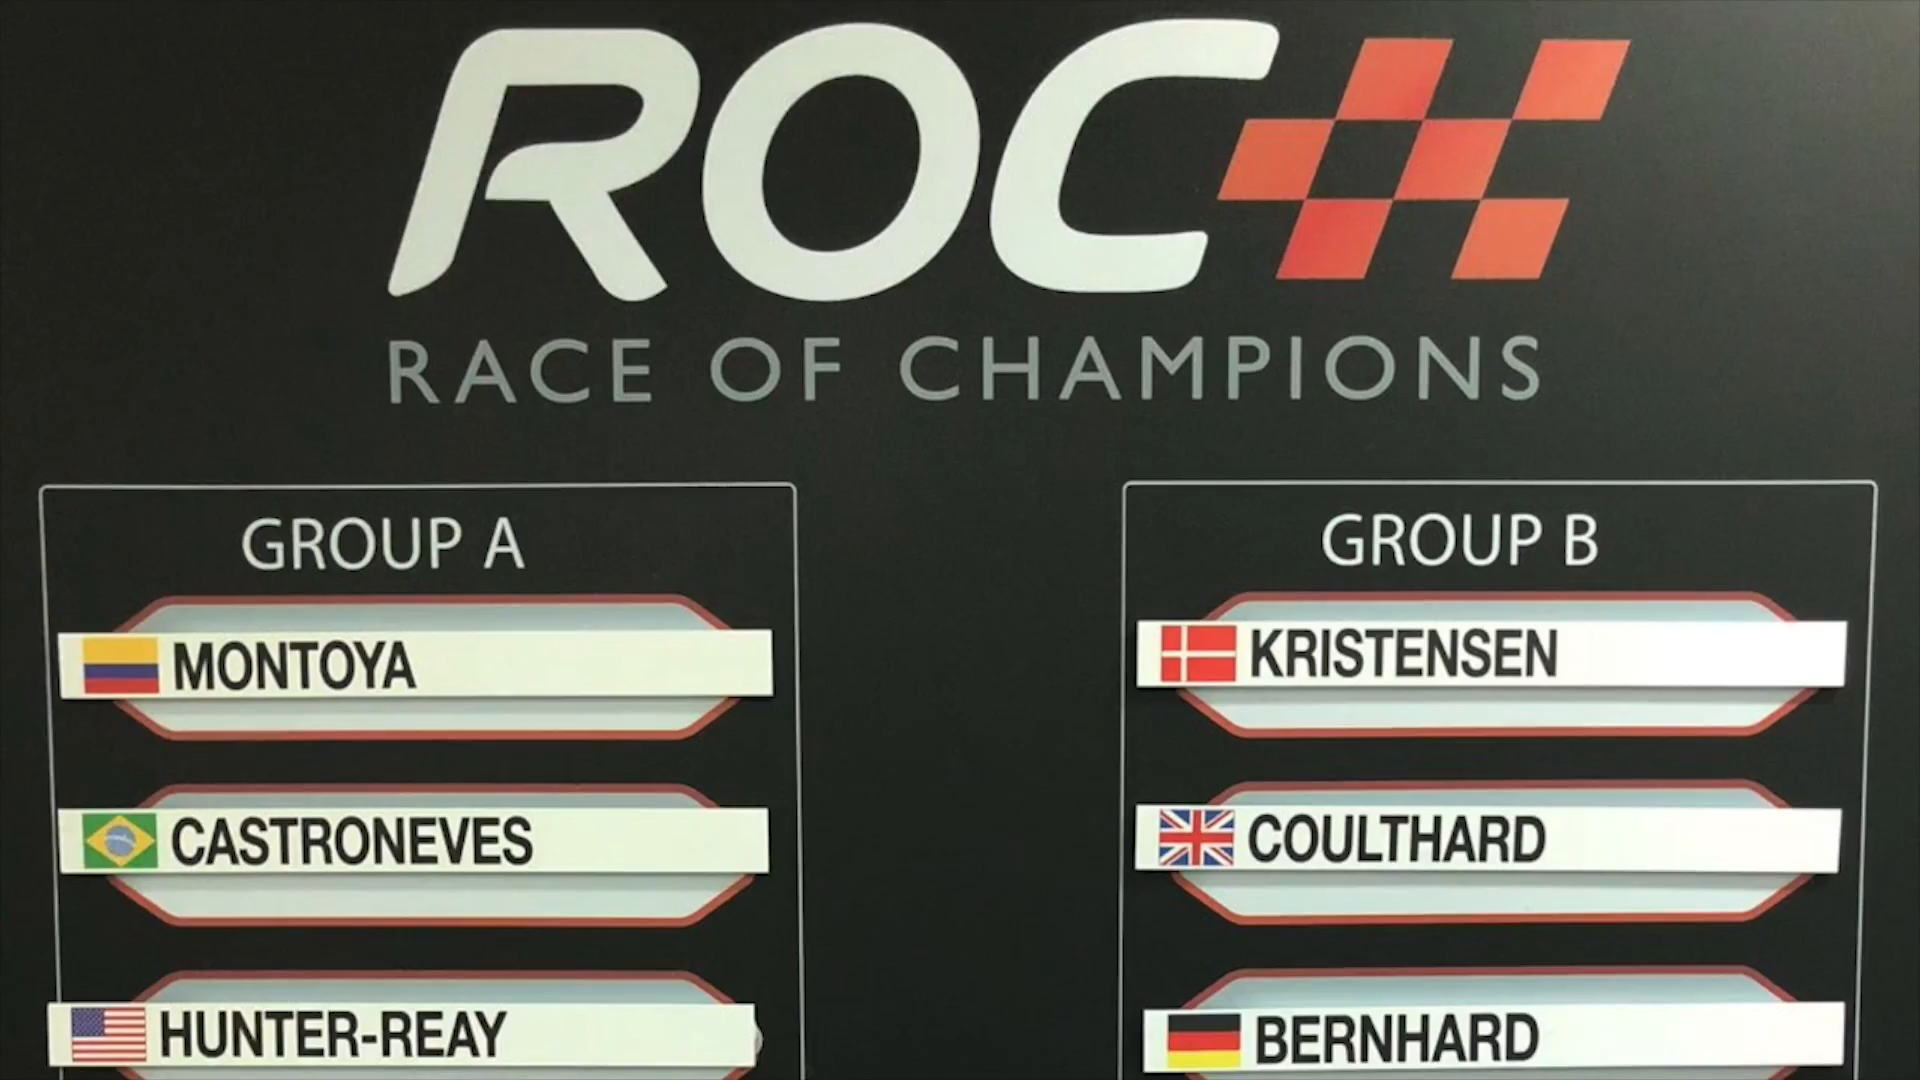 ROC
RACE OF CHAMPIONS
GROUP A
MONTOYA
CASTRONEVES
HUNTER-REAY
GROUP B
KRISTENSEN
COULTHARD
BERNHARD